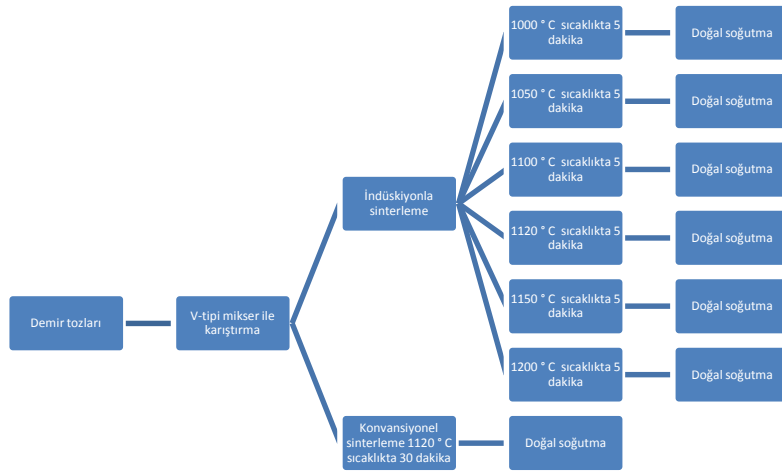 Demir tozları
V-tipi mikser ile
karıştırma
İndüskiyonla
sinterleme
1000 ° C sıcaklıkta 5
dakika
Doğal soğutma
1050 ° C sıcaklıkta 5
dakika
Doğal soğutma
1100 ° C sıcaklıkta 5
dakika
Doğal soğutma
1120 ° C sıcaklıkta 5
dakika
Doğal soğutma
1150 ° C sıcaklıkta 5
dakika
Doğal soğutma
1200 ° C sıcaklıkta 5
dakika
Doğal soğutma
Konvansiyonel
sinterleme 1120 ° C
sıcaklıkta 30 dakika
Doğal soğutma